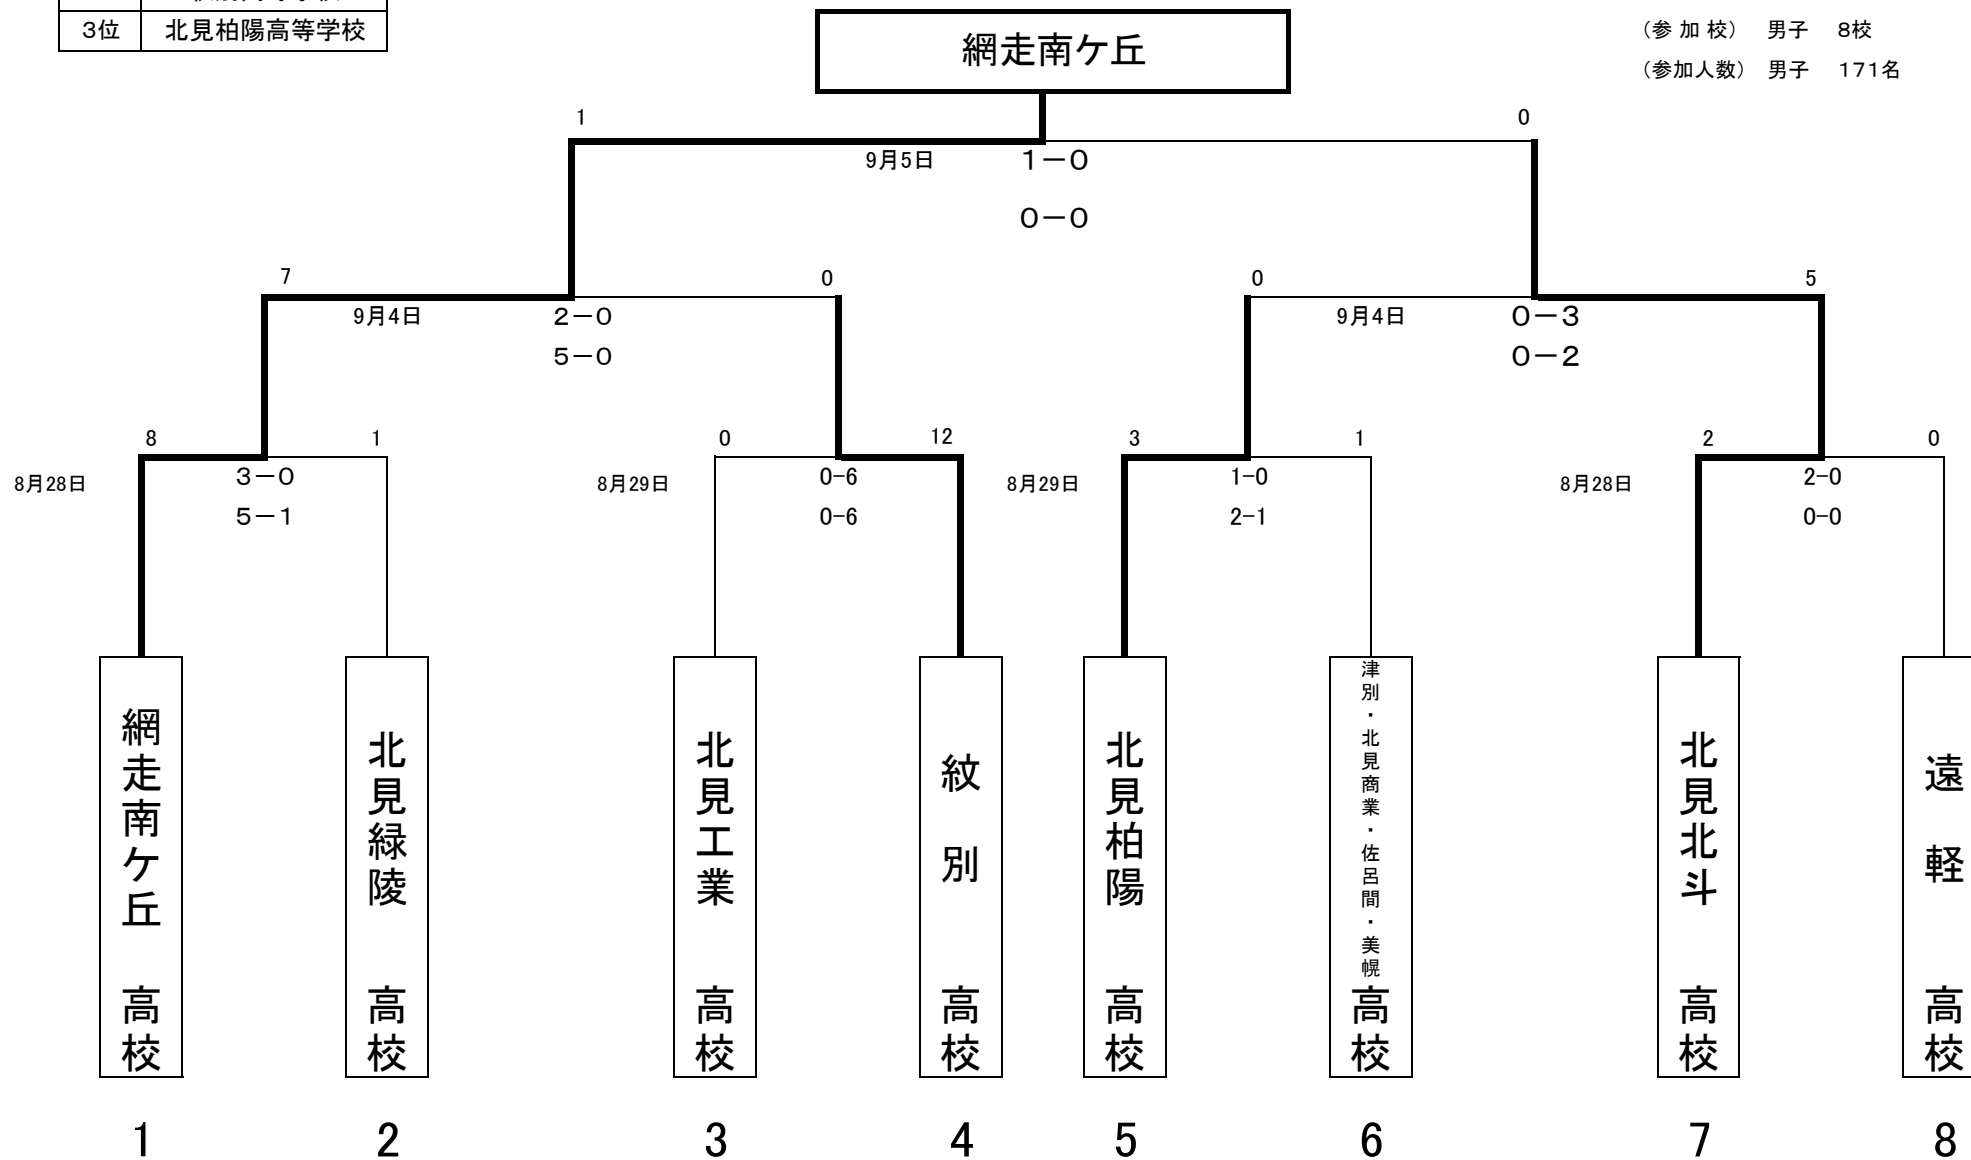 3位 北見柏陽高等学校
網走南ケ丘
（参 加 校） 男子 8校
（参加人数） 男子 171名
1 0
9月5日 1－0
0－0
7 0 0 5
9月4日 2－0 9月4日 0－3
5－0 0－2
8 1 0 12 3 1 2 0
8月28日 3－0 8月29日 0-6 8月29日 1-0 8月28日 2-0
5－1 0-6 2-1 0-0
網走南ケ丘 高校
北見緑陵 高校
北見工業 高校
紋別 高校
北見柏陽 高校
津別・北見商業・佐呂間・美幌 高校
北見北斗 高校
遠軽 高校
1 2 3 4 5 6 7 8